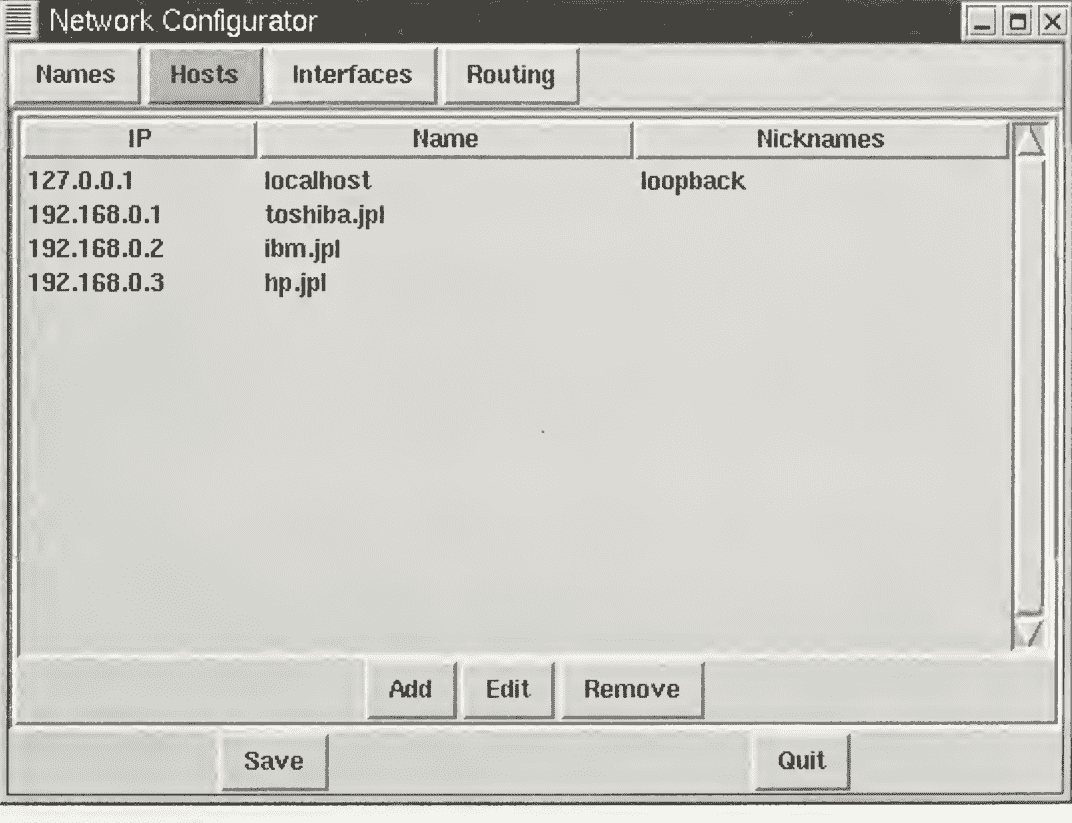 Network Configurator
Names Hosts Interfaces Routing
IP Name Nicknames
127.0.0.1 localhost loopback
192.168.0.1 toshiba.jpl
192.168.0.2 ibm.jpl
192.168.0.3 hp.jpl
Add Edit Remove
Save Quit